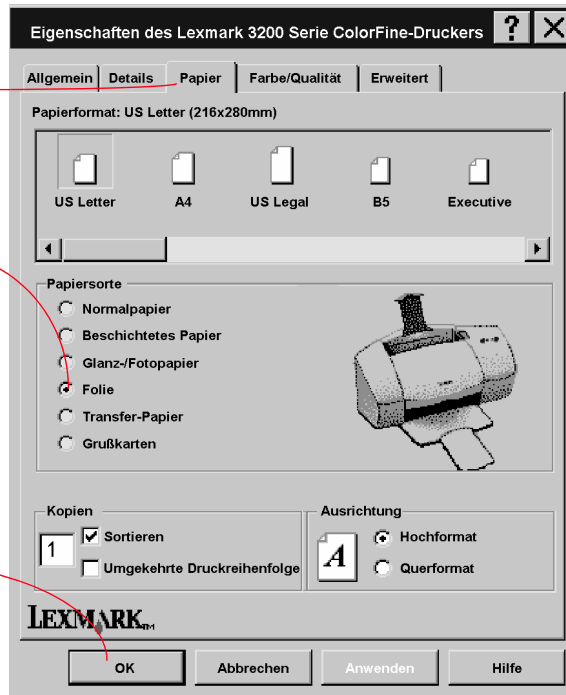 Eigenschaften des Lexmark 3200 Serie ColorFine-Druckers ?
Allgemein Details Papier Farbe/Qualität Erweitert
Papierformat: US Letter (216x280mm)
US Letter A4 US Legal B5 Executive
Papiersorte
Normalpapier
Beschichtetes Papier
Glanz-/Fotopapier
Folie
Transfer-Papier
Grußkarten
Kopien
1
Sortieren
Umgekehrte Druckreihenfolge
Ausrichtung
A
Hochformat
Querformat
LEXMARK™
OK Abbrechen Anwenden Hilfe